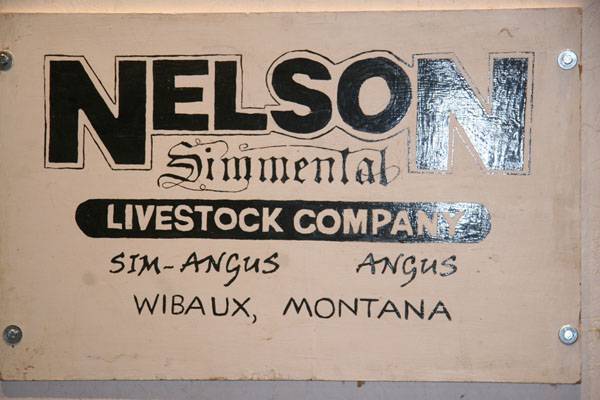 NELSON
Simmental
LIVESTOCK COMPANY
SIM-ANGUS ANGUS
WIBAUX, MONTANA